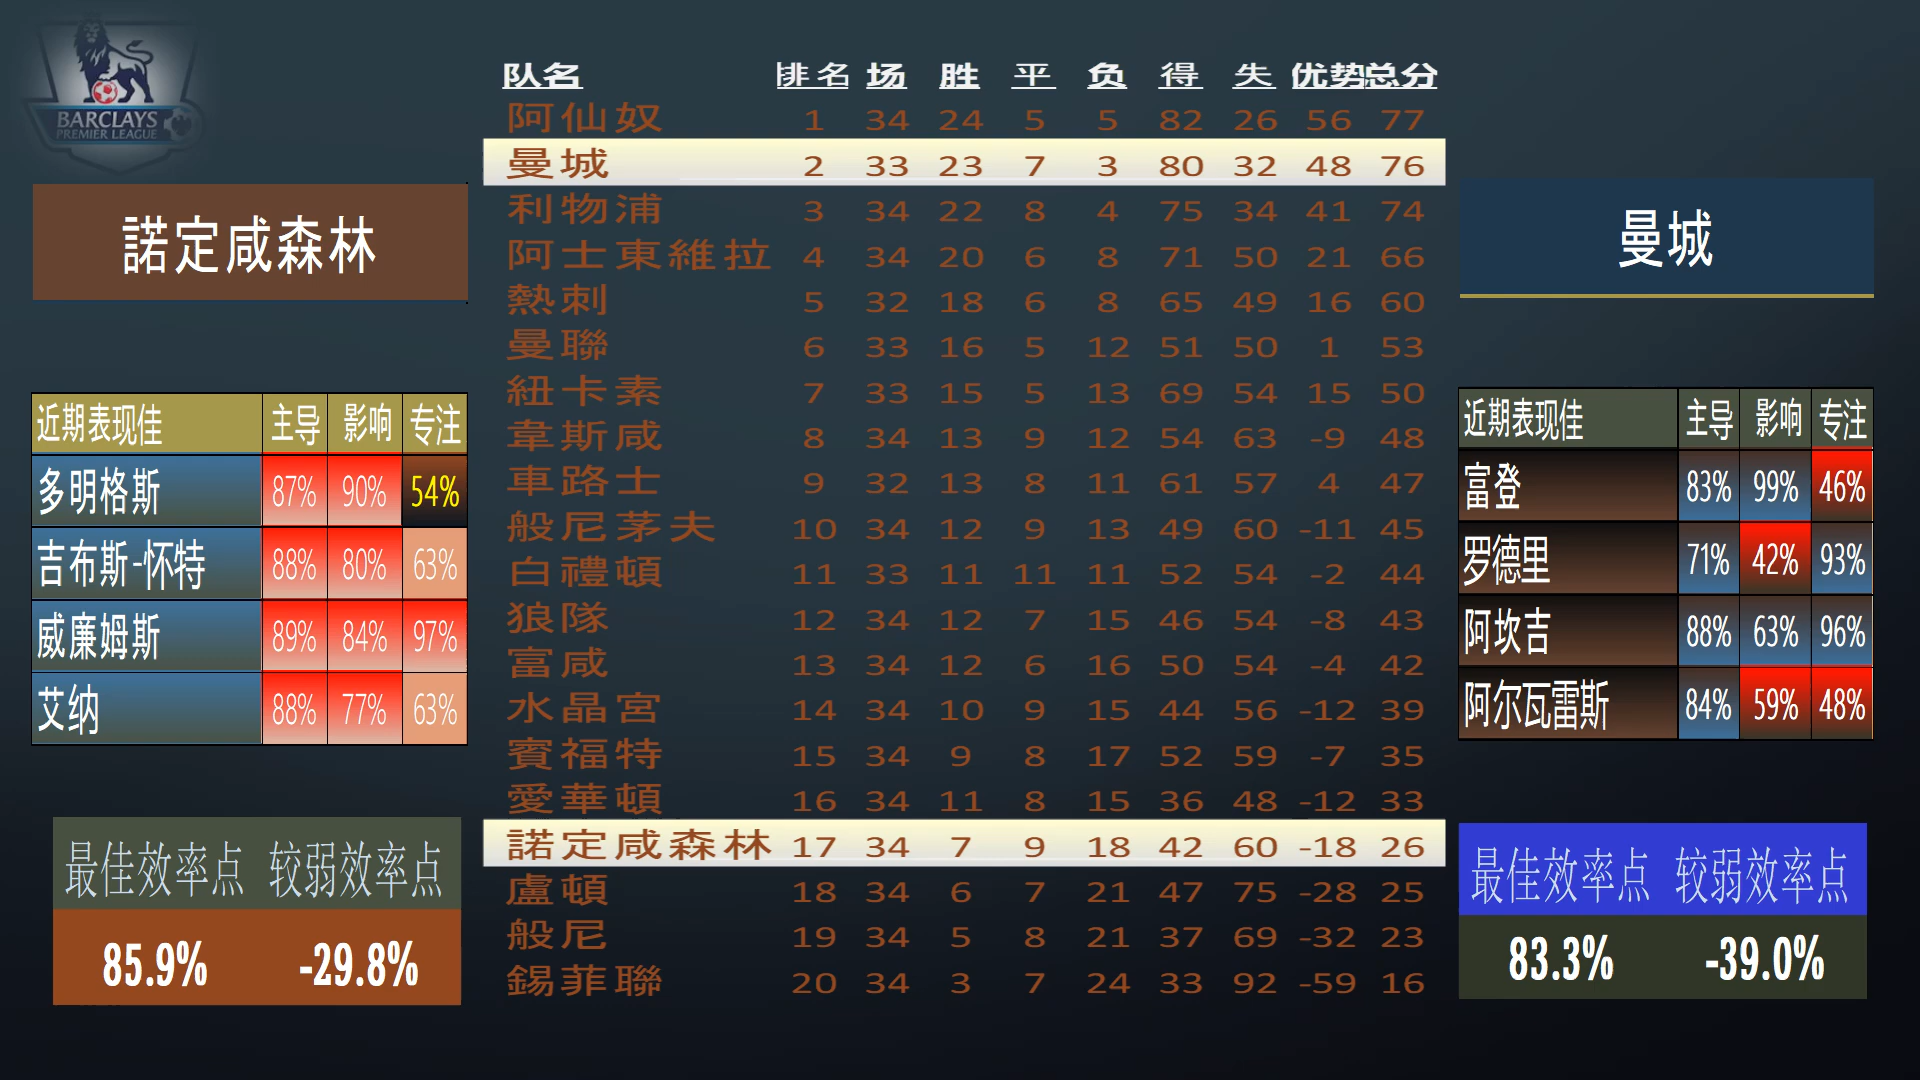 BARCLAYS
PREMIER LEAGUE
諾定咸森林
近期表现佳 主导 影响 专注
多明格斯 87% 90% 54%
吉布斯-怀特 88% 80% 63%
威廉姆斯 89% 84% 97%
艾纳 88% 77% 63%
最佳效率点 较弱效率点
85.9% -29.8%
队名 排名 场 胜 平 负 得 失 优势 总分
阿仙奴 1 34 24 5 5 82 26 56 77
曼城 2 33 23 7 3 80 32 48 76
利物浦 3 34 22 8 4 75 34 41 74
阿士東維拉 4 34 20 6 8 71 50 21 66
熱刺 5 32 18 6 8 65 49 16 60
曼聯 6 33 16 5 12 51 50 1 53
紐卡素 7 33 15 5 13 69 54 15 50
韋斯咸 8 34 13 9 12 54 63 -9 48
車路士 9 32 13 8 11 61 57 4 47
般尼茅夫 10 34 12 9 13 49 60 -11 45
白禮頓 11 33 11 11 11 52 54 -2 44
狼隊 12 34 12 7 15 46 54 -8 43
富咸 13 34 12 6 16 50 54 -4 42
水晶宮 14 34 10 9 15 44 56 -12 39
賓福特 15 34 9 8 17 52 59 -7 35
愛華頓 16 34 11 8 15 36 48 -12 33
諾定咸森林 17 34 7 9 18 42 60 -18 26
盧頓 18 34 6 7 21 47 75 -28 25
般尼 19 34 5 8 21 37 69 -32 23
錫菲聯 20 34 3 7 24 33 92 -59 16
曼城
近期表现佳 主导 影响 专注
富登 83% 99% 46%
罗德里 71% 42% 93%
阿坎吉 88% 63% 96%
阿尔瓦雷斯 84% 59% 48%
最佳效率点 较弱效率点
83.3% -39.0%